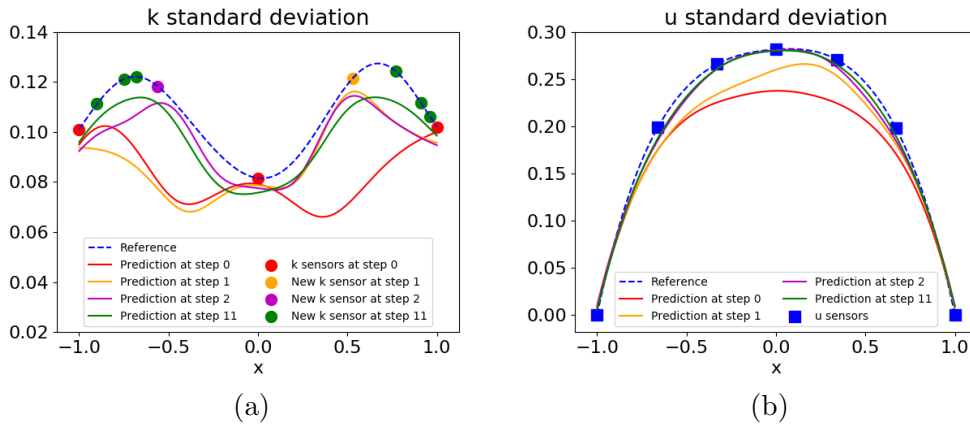 k standard deviation
0.14
0.12
0.10
0.08
0.06
0.04
0.02
Reference
Prediction at step 0
Prediction at step 1
Prediction at step 2
Prediction at step 11
k sensors at step 0
New k sensor at step 1
New k sensor at step 2
New k sensor at step 11
−1.0 −0.5 0.0 0.5 1.0
x
(a)
u standard deviation
0.30
0.25
0.20
0.15
0.10
0.05
0.00
Reference
Prediction at step 0
Prediction at step 1
Prediction at step 2
Prediction at step 11
u sensors
−1.0 −0.5 0.0 0.5 1.0
x
(b)